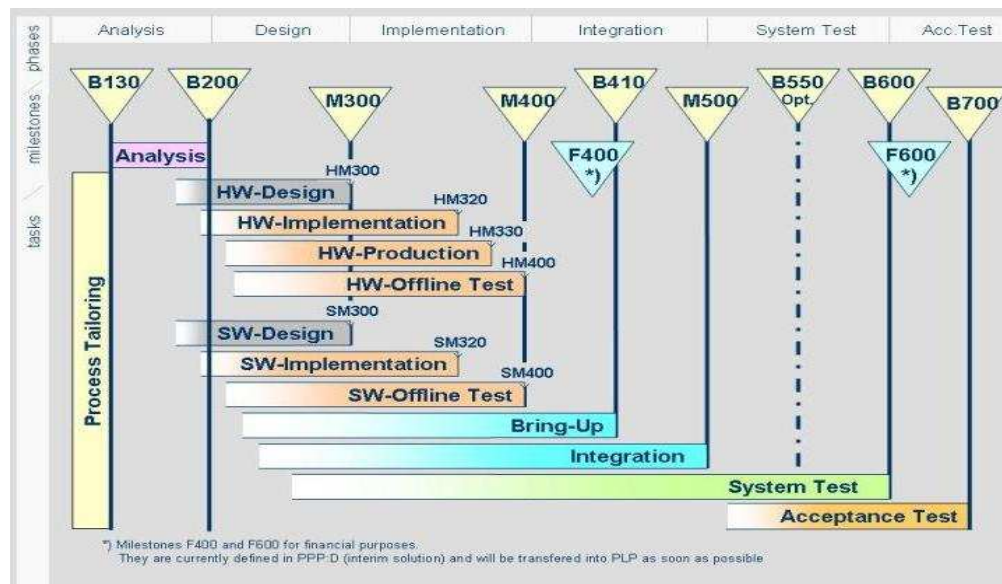 phases
Analysis
Design
Implementation
Integration
System Test
Acc.Test
milestones
B130
B200
M300
M400
B410
M500
B550
Opt.
B600
B700
F400
*)
F600
*)
tasks
Process Tailoring
Analysis
HM300
HW-Design
HM320
HW-Implementation
HM330
HW-Production
HM400
HW-Offline Test
SM300
SW-Design
SM320
SW-Implementation
SM400
SW-Offline Test
Bring-Up
Integration
System Test
Acceptance Test
*) Milestones F400 and F600 for financial purposes.
They are currently defined in PPP:D (interim solution) and will be transfered into PLP as soon as possible